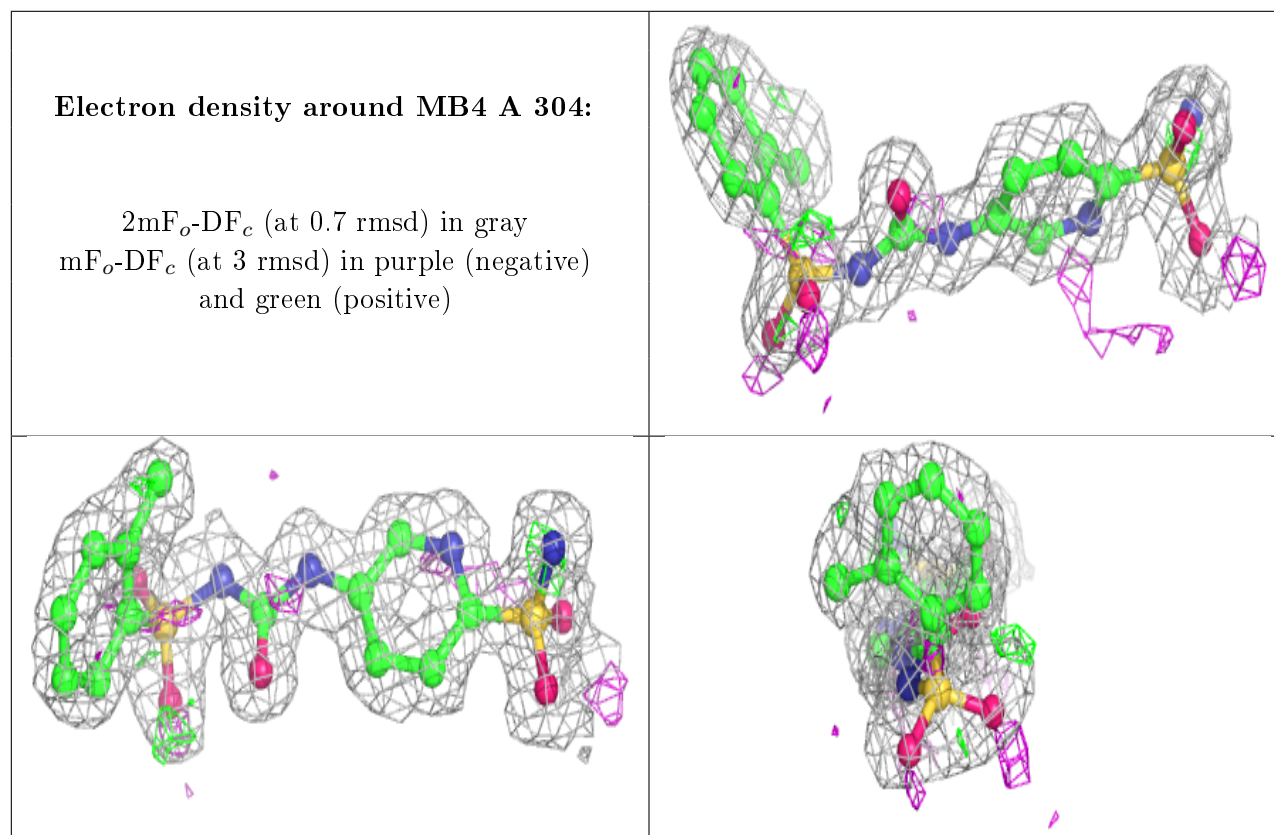 Electron density around MB4 A 304:
2mFo-DFc (at 0.7 rmsd) in gray
mFo-DFc (at 3 rmsd) in purple (negative)
and green (positive)